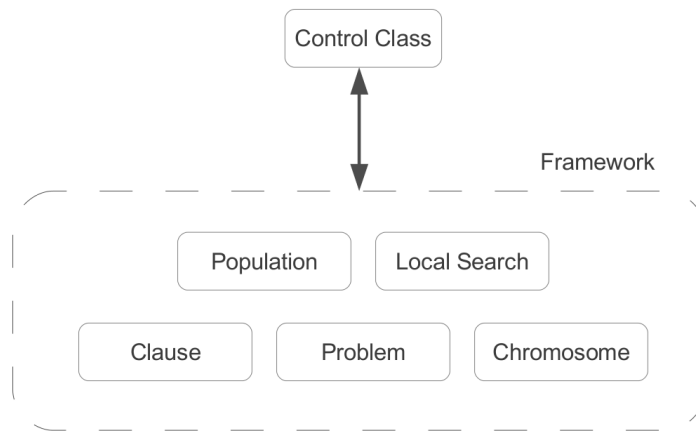 Control Class
Framework
Population
Local Search
Clause
Problem
Chromosome